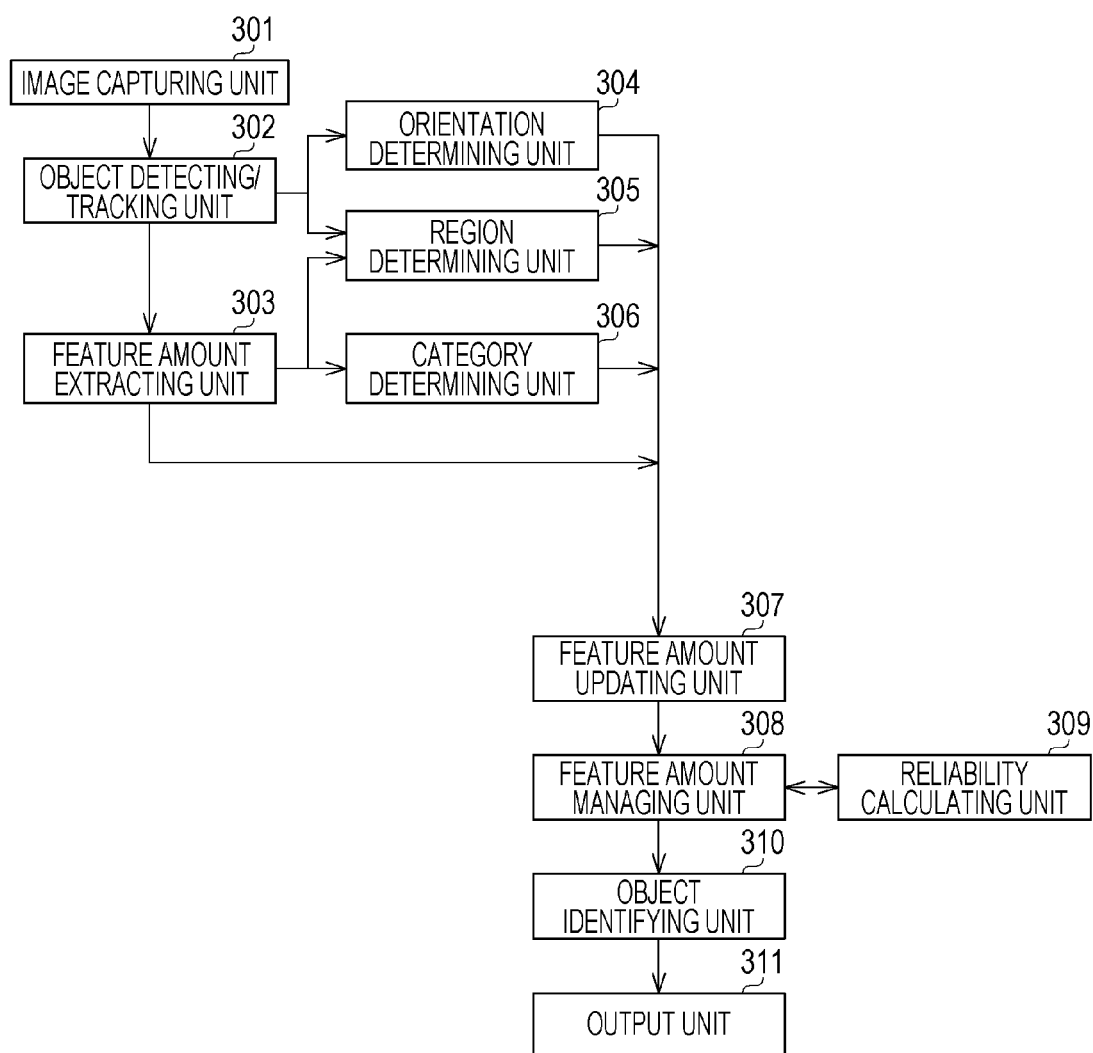 301
IMAGE CAPTURING UNIT
302
OBJECT DETECTING/
TRACKING UNIT
303
FEATURE AMOUNT
EXTRACTING UNIT
304
ORIENTATION
DETERMINING UNIT
305
REGION
DETERMINING UNIT
306
CATEGORY
DETERMINING UNIT
307
FEATURE AMOUNT
UPDATING UNIT
308
FEATURE AMOUNT
MANAGING UNIT
309
RELIABILITY
CALCULATING UNIT
310
OBJECT
IDENTIFYING UNIT
311
OUTPUT UNIT